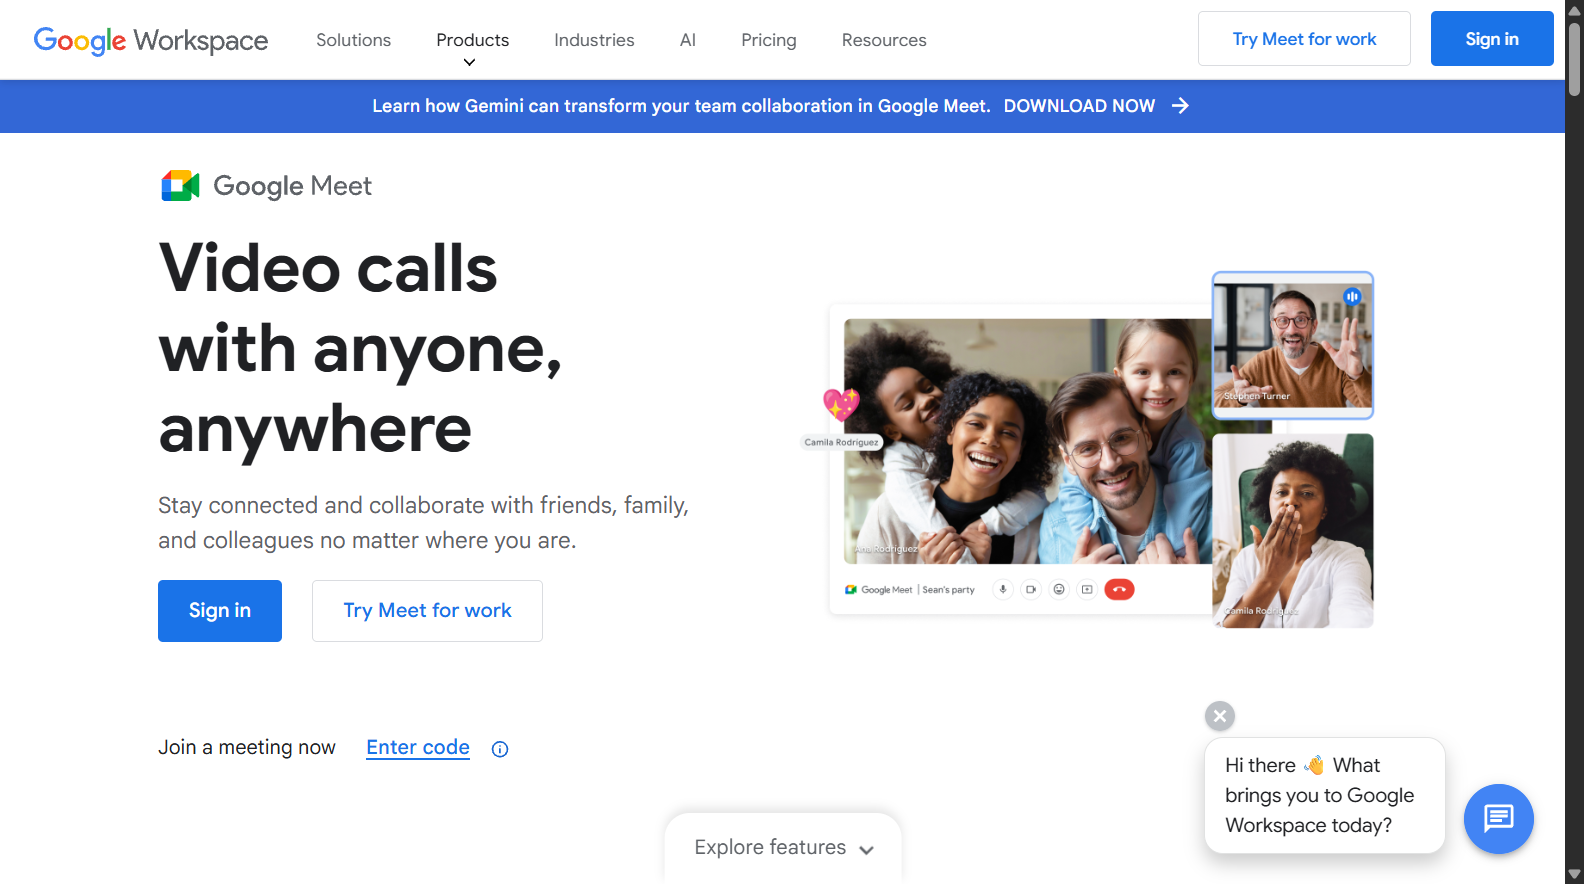 Google Workspace
Solutions
Products
Industries
AI
Pricing
Resources
Try Meet for work
Sign in
Learn how Gemini can transform your team collaboration in Google Meet. DOWNLOAD NOW
Google Meet
Video calls
with anyone,
anywhere
Stay connected and collaborate with friends, family,
and colleagues no matter where you are.
Sign in
Try Meet for work
Join a meeting now
Enter code
Camila Rodriguez
Ana Rodriguez
Google Meet | Sean's party
Stephen Turner
Camila Rodriguez
Hi there 👋 What
brings you to Google
Workspace today?
Explore features